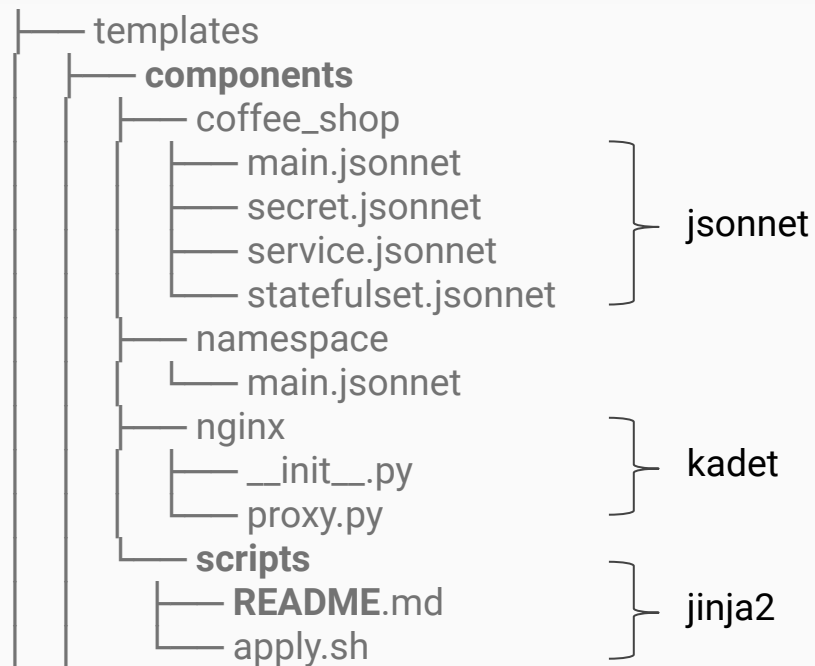 templates
components
coffee_shop
main.jsonnet
secret.jsonnet
service.jsonnet
statefulset.jsonnet
jsonnet
namespace
main.jsonnet
nginx
__init__.py
proxy.py
kadet
scripts
README.md
apply.sh
jinja2